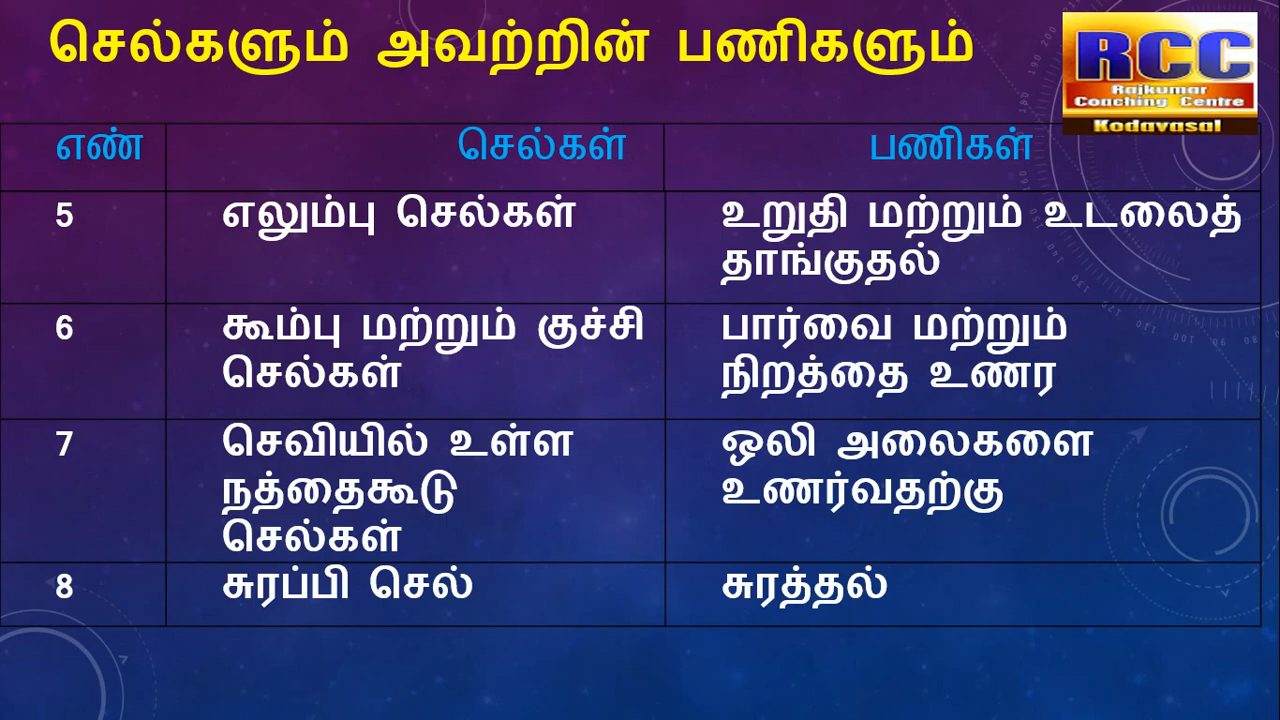 செல்களும் அவற்றின் பணிகளும்
RCC
Rajkumar
Coaching Centre
Kodavasal
எண் செல்கள் பணிகள்
5 எலும்பு செல்கள் உறுதி மற்றும் உடலைத்
தாங்குதல்
6 கூம்பு மற்றும் குச்சி பார்வை மற்றும்
செல்கள் நிறத்தை உணர
7 செவியில் உள்ள ஒலி அலைகளை
நத்தைகூடு உணர்வதற்கு
செல்கள்
8 சுரப்பி செல் சுரத்தல்